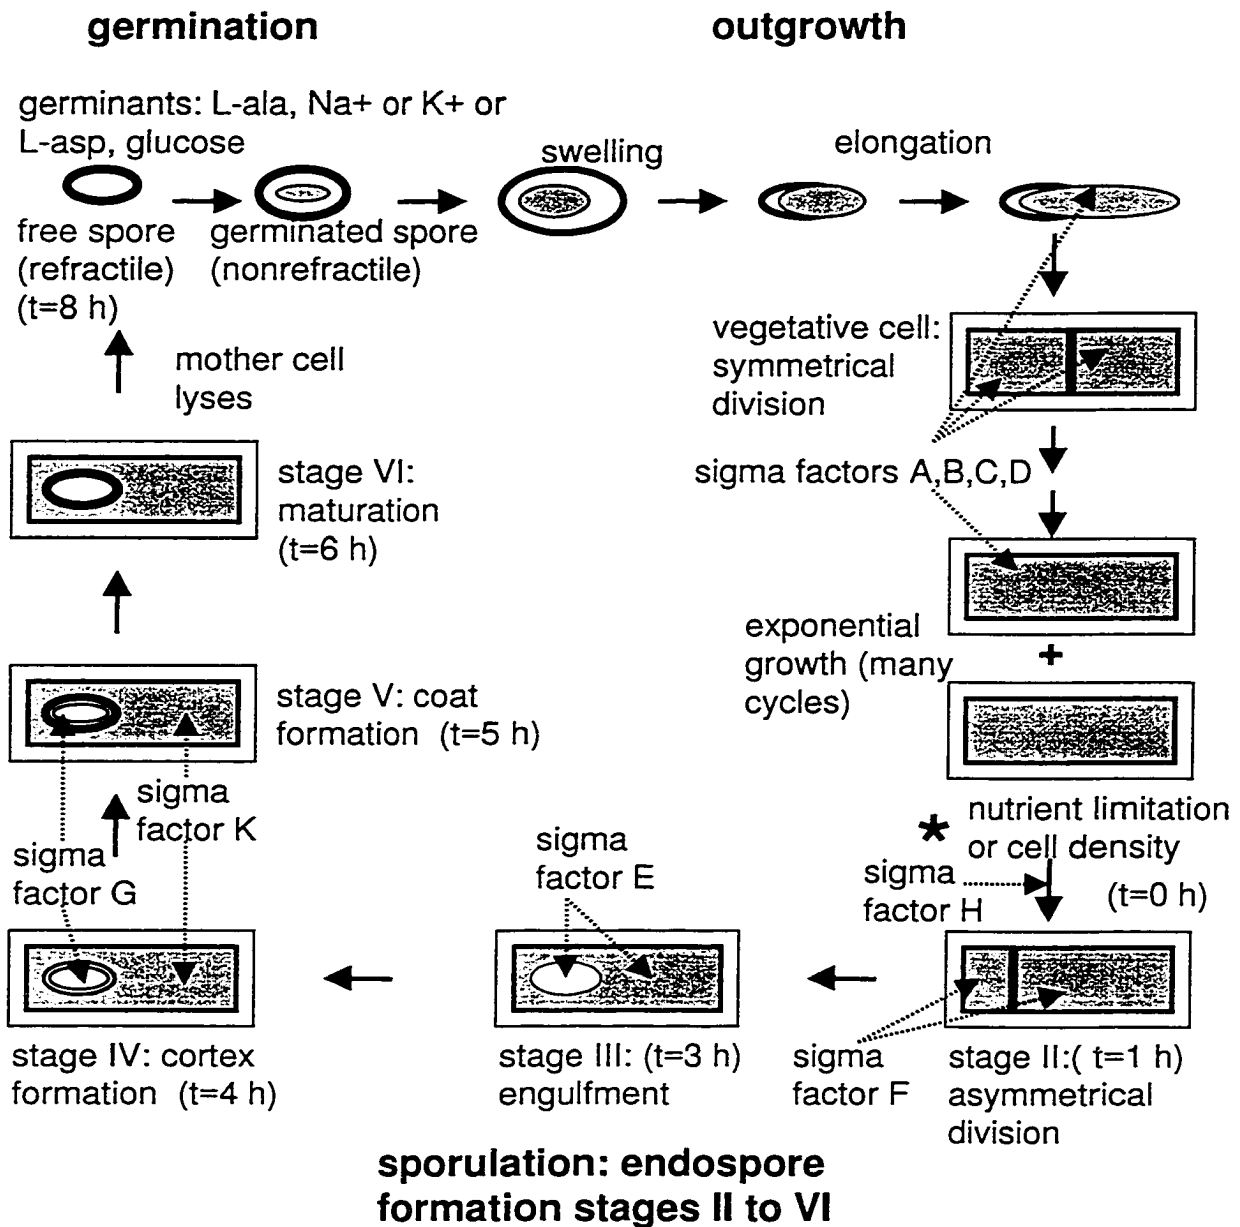 germination
outgrowth
germinants: L-ala, Na+ or K+ or
L-asp, glucose
swelling
elongation
free spore
(refractile)
(t=8 h)
germinated spore
(nonrefractile)
mother cell
lyses
vegetative cell:
symmetrical
division
sigma factors A,B,C,D
stage VI:
maturation
(t=6 h)
exponential
growth (many
cycles)
+
stage V: coat
formation (t=5 h)
sigma
factor K
sigma
factor G
sigma
factor E
* nutrient limitation
or cell density
(t=0 h)
sigma
factor H
stage IV: cortex
formation (t=4 h)
stage III: (t=3 h)
engulfment
sigma
factor F
stage II:( t=1 h)
asymmetrical
division
sporulation: endospore
formation stages II to VI